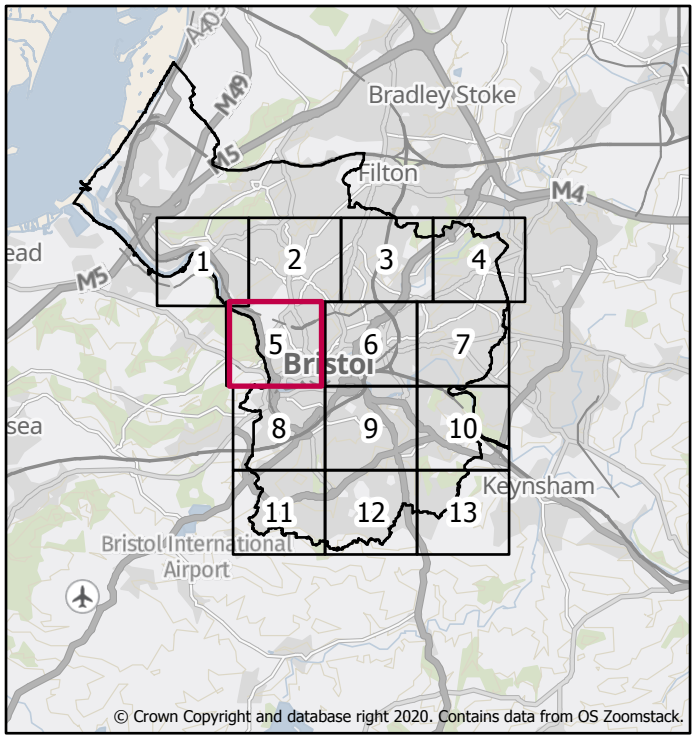 A403
M49
Bradley Stoke
M5
Filton
M4
ead
1
2
3
4
M5
5
6
7
Bristol
8
9
10
sea
Keynsham
11
12
13
Bristol International
Airport
© Crown Copyright and database right 2020. Contains data from OS Zoomstack.